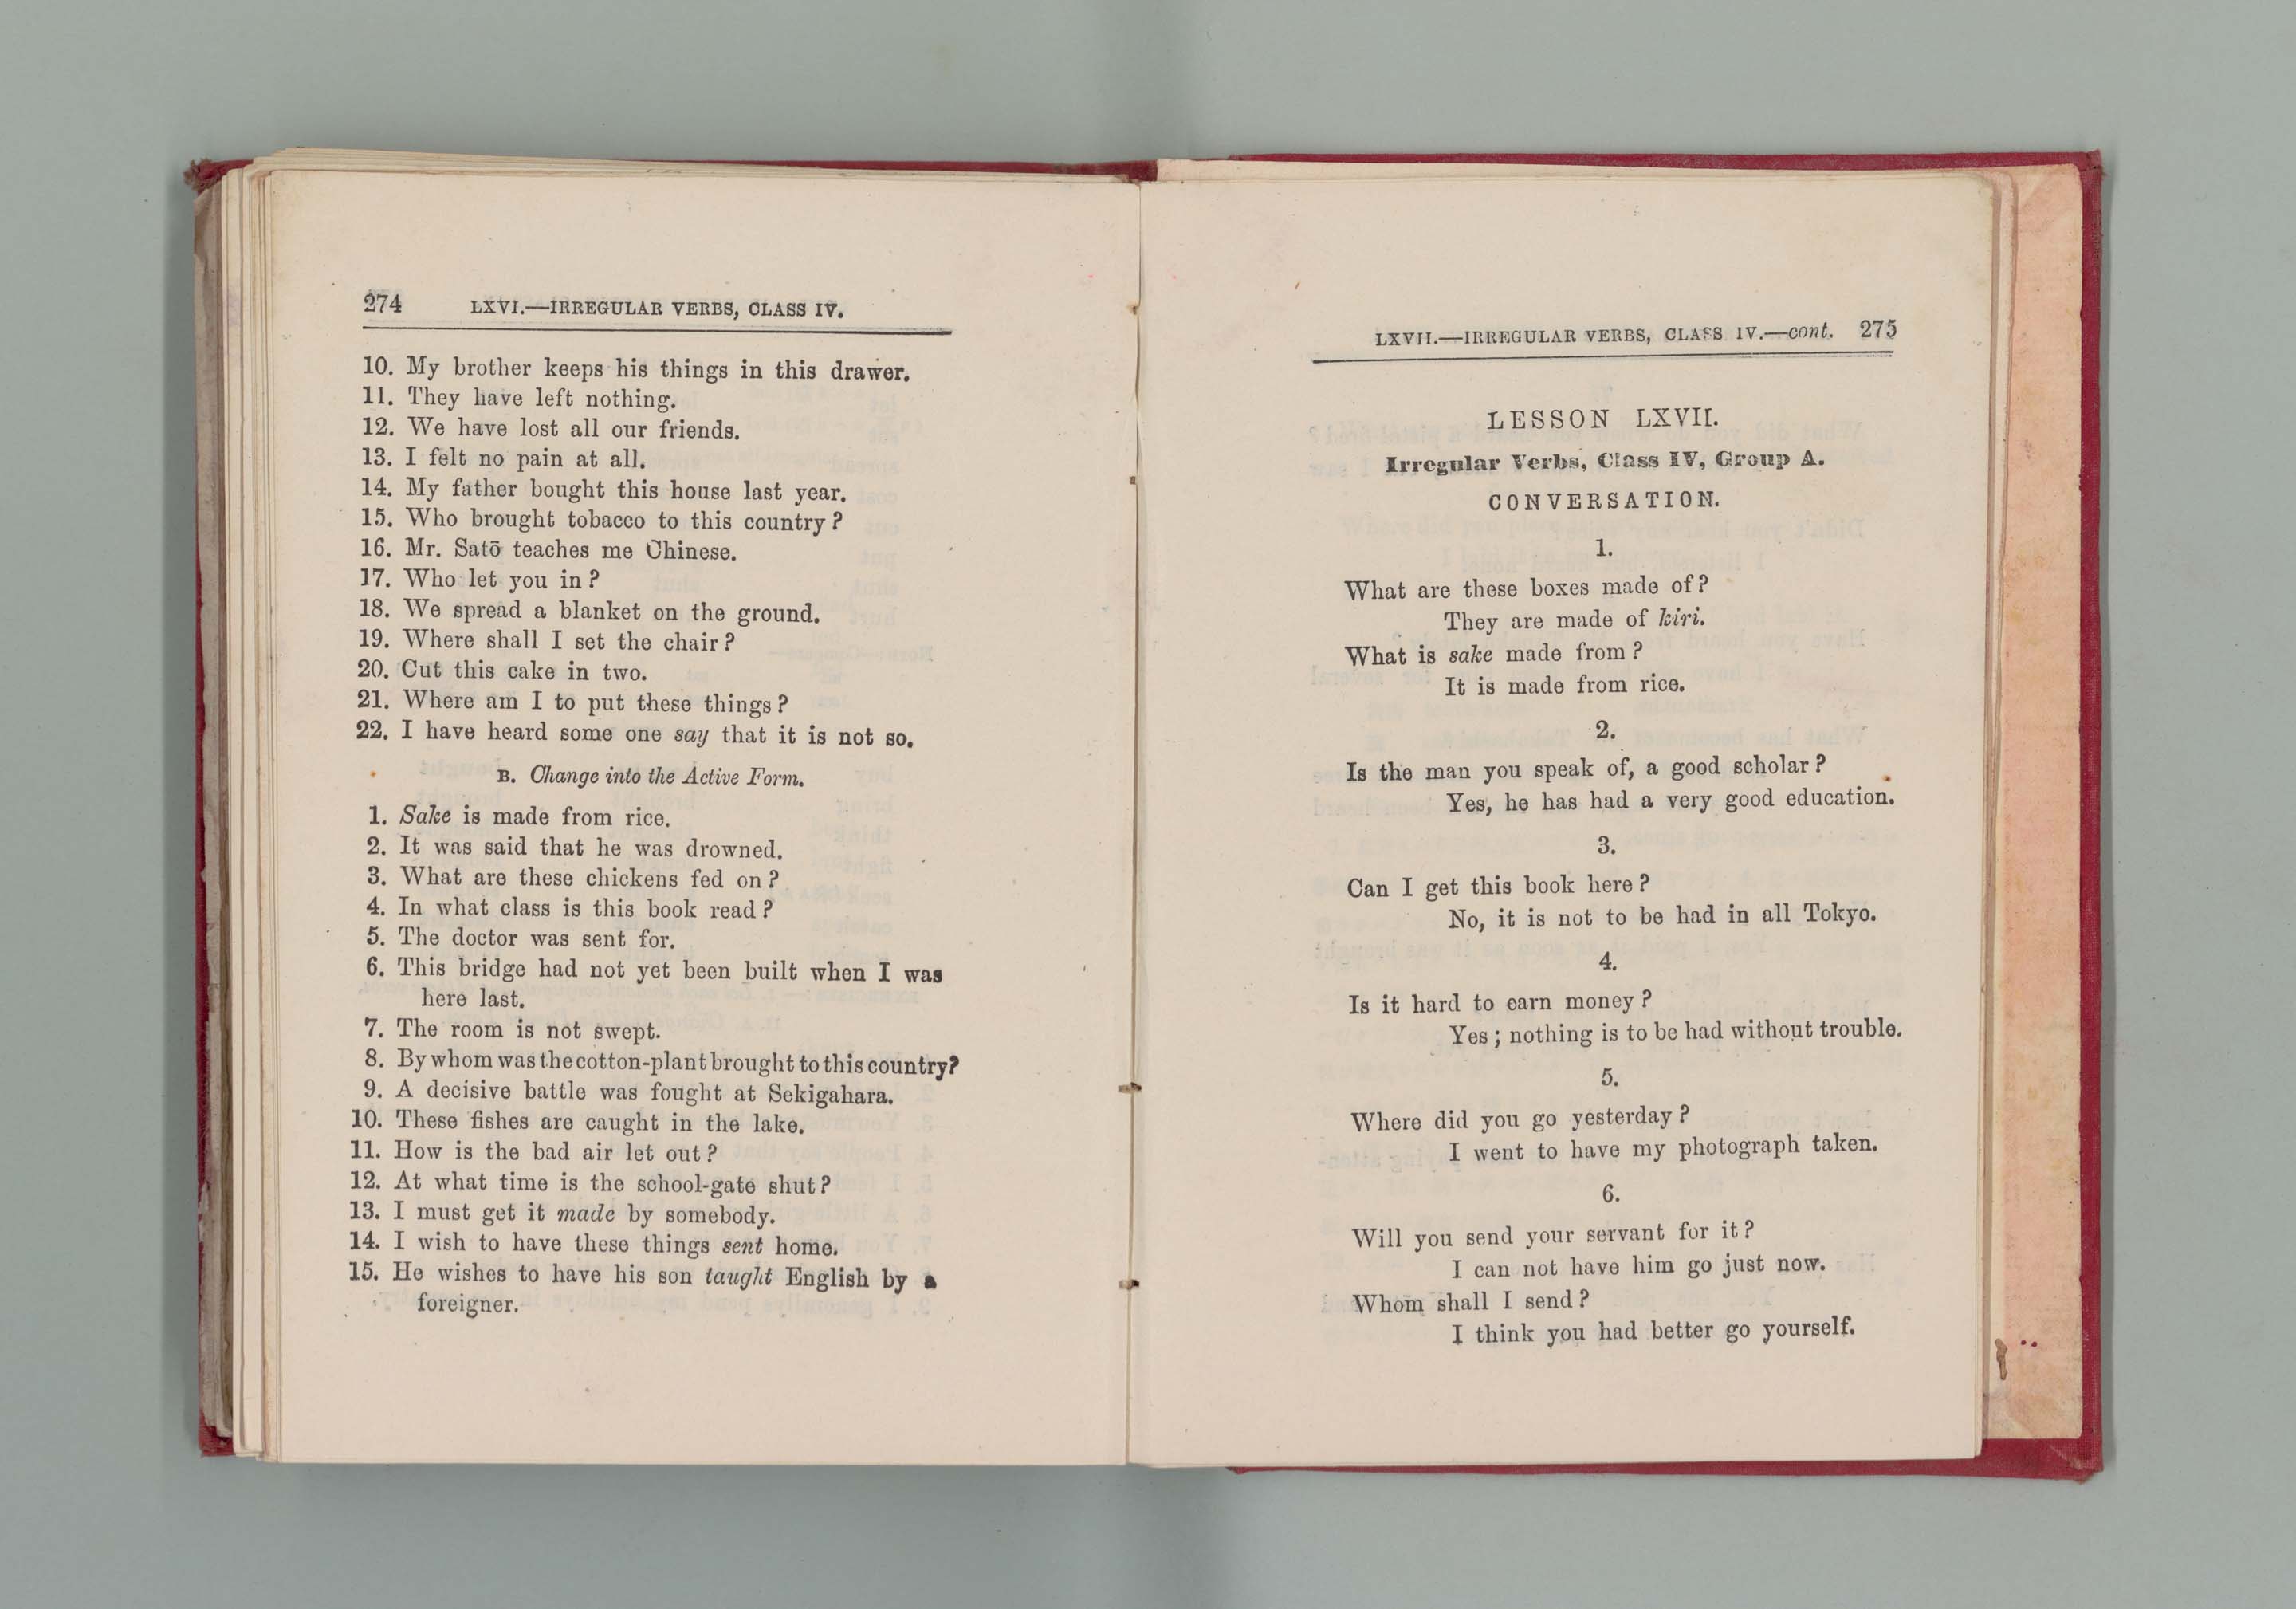 274 LXVI.—IRREGULAR VERBS, CLASS IV.
10. My brother keeps his things in this drawer.
11. They have left nothing.
12. We have lost all our friends.
13. I felt no pain at all.
14. My father bought this house last year.
15. Who brought tobacco to this country?
16. Mr. Satō teaches me Chinese.
17. Who let you in?
18. We spread a blanket on the ground.
19. Where shall I set the chair?
20. Cut this cake in two.
21. Where am I to put these things?
22. I have heard some one say that it is not so.
B. Change into the Active Form.
1. Sake is made from rice.
2. It was said that he was drowned.
3. What are these chickens fed on?
4. In what class is this book read?
5. The doctor was sent for.
6. This bridge had not yet been built when I was
here last.
7. The room is not swept.
8. By whom was the cotton-plant brought to this country?
9. A decisive battle was fought at Sekigahara.
10. These fishes are caught in the lake.
11. How is the bad air let out?
12. At what time is the school-gate shut?
13. I must get it made by somebody.
14. I wish to have these things sent home.
15. He wishes to have his son taught English by a
foreigner.
LXVII.—IRREGULAR VERBS, CLASS IV.—cont. 275
LESSON LXVII.
Irregular Verbs, Class IV, Group A.
CONVERSATION.
1.
What are these boxes made of?
They are made of kiri.
What is sake made from?
It is made from rice.
2.
Is the man you speak of, a good scholar?
Yes, he has had a very good education.
3.
Can I get this book here?
No, it is not to be had in all Tokyo.
4.
Is it hard to earn money?
Yes; nothing is to be had without trouble.
5.
Where did you go yesterday?
I went to have my photograph taken.
6.
Will you send your servant for it?
I can not have him go just now.
Whom shall I send?
I think you had better go yourself.